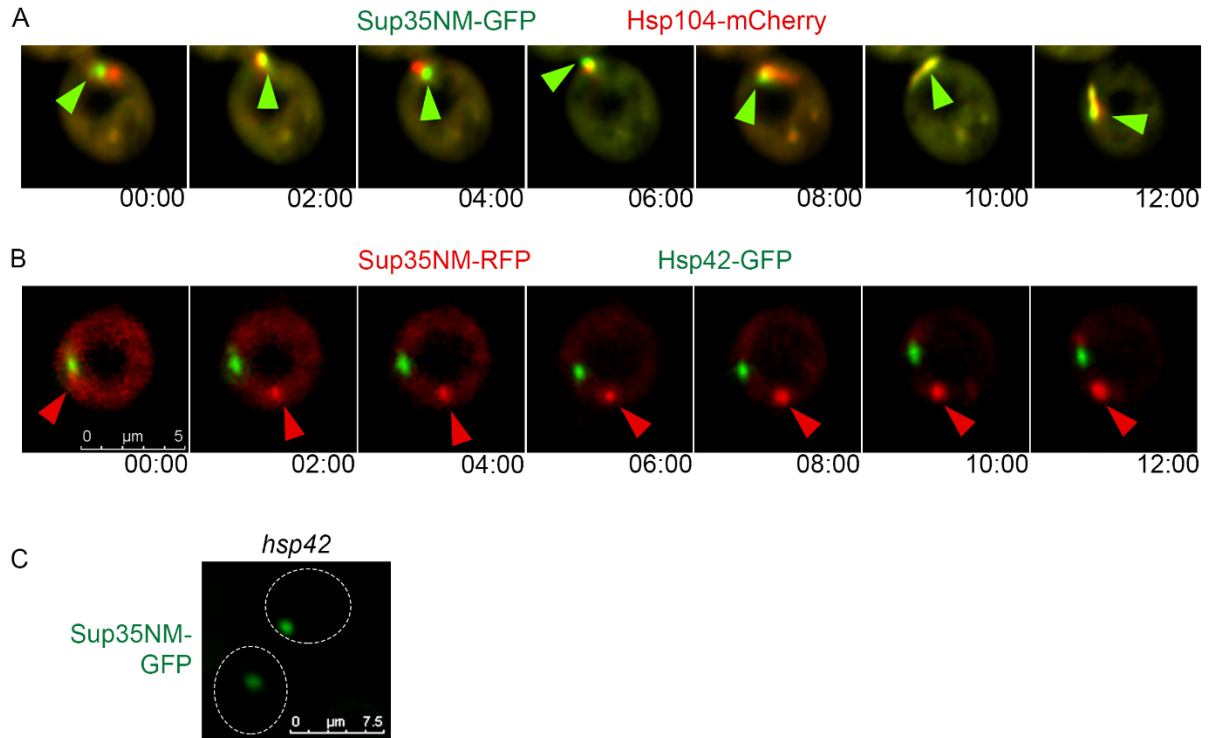 A
Sup35NM-GFP Hsp104-mCherry
00:00 02:00 04:00 06:00 08:00 10:00 12:00
B
Sup35NM-RFP Hsp42-GFP
0 µm 5
00:00 02:00 04:00 06:00 08:00 10:00 12:00
C
hsp42
Sup35NM-
GFP
0 µm 7.5